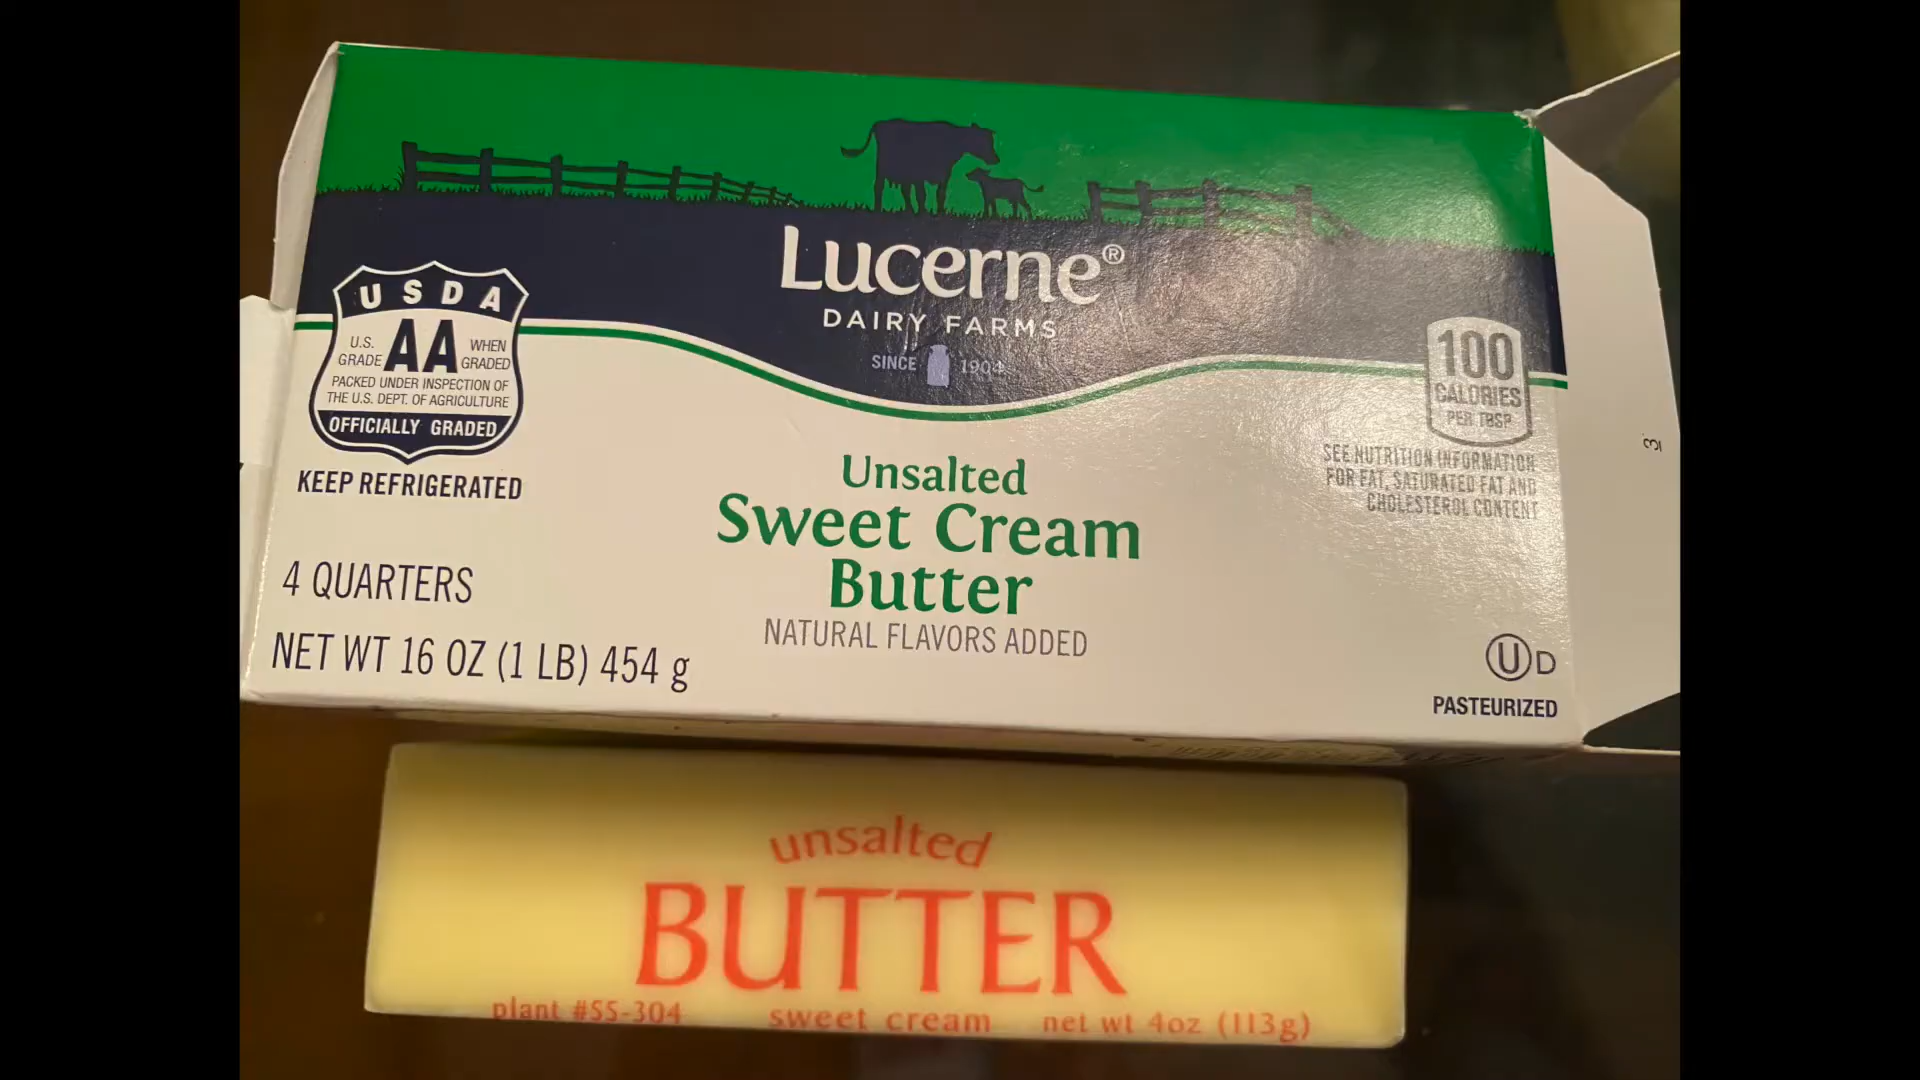 Lucerne®
DAIRY FARMS
SINCE 1904
USDA
U.S. GRADE AA WHEN GRADED
PACKED UNDER INSPECTION OF
THE U.S. DEPT. OF AGRICULTURE
OFFICIALLY GRADED
KEEP REFRIGERATED
100
CALORIES
PER TBSP
SEE NUTRITION INFORMATION
FOR FAT, SATURATED FAT AND
CHOLESTEROL CONTENT
Unsalted
Sweet Cream
Butter
NATURAL FLAVORS ADDED
4 QUARTERS
NET WT 16 OZ (1 LB) 454 g
U D
PASTEURIZED
3
unsalted
BUTTER
plant #55-304 sweet cream net wt 4oz (113g)